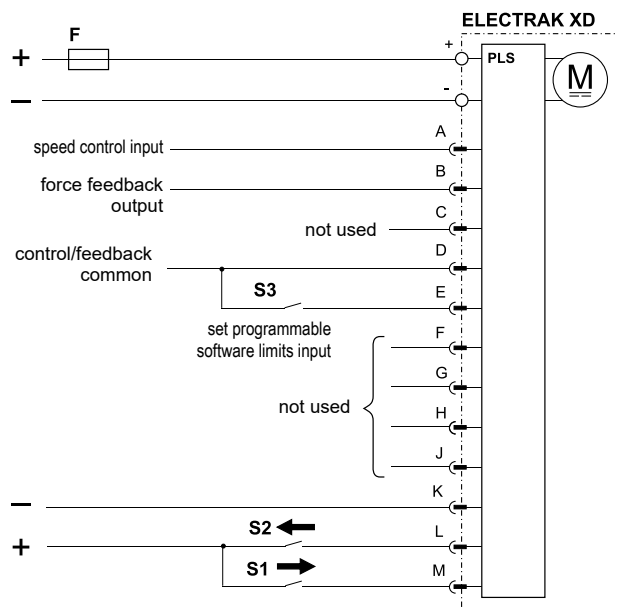 ELECTRAK XD
F
+
+
PLS
M
–
-
A
speed control input
B
force feedback
output
C
not used
D
control/feedback
common
E
S3
set programmable
software limits input
F
G
not used
H
J
K
–
S2
L
+
S1
M